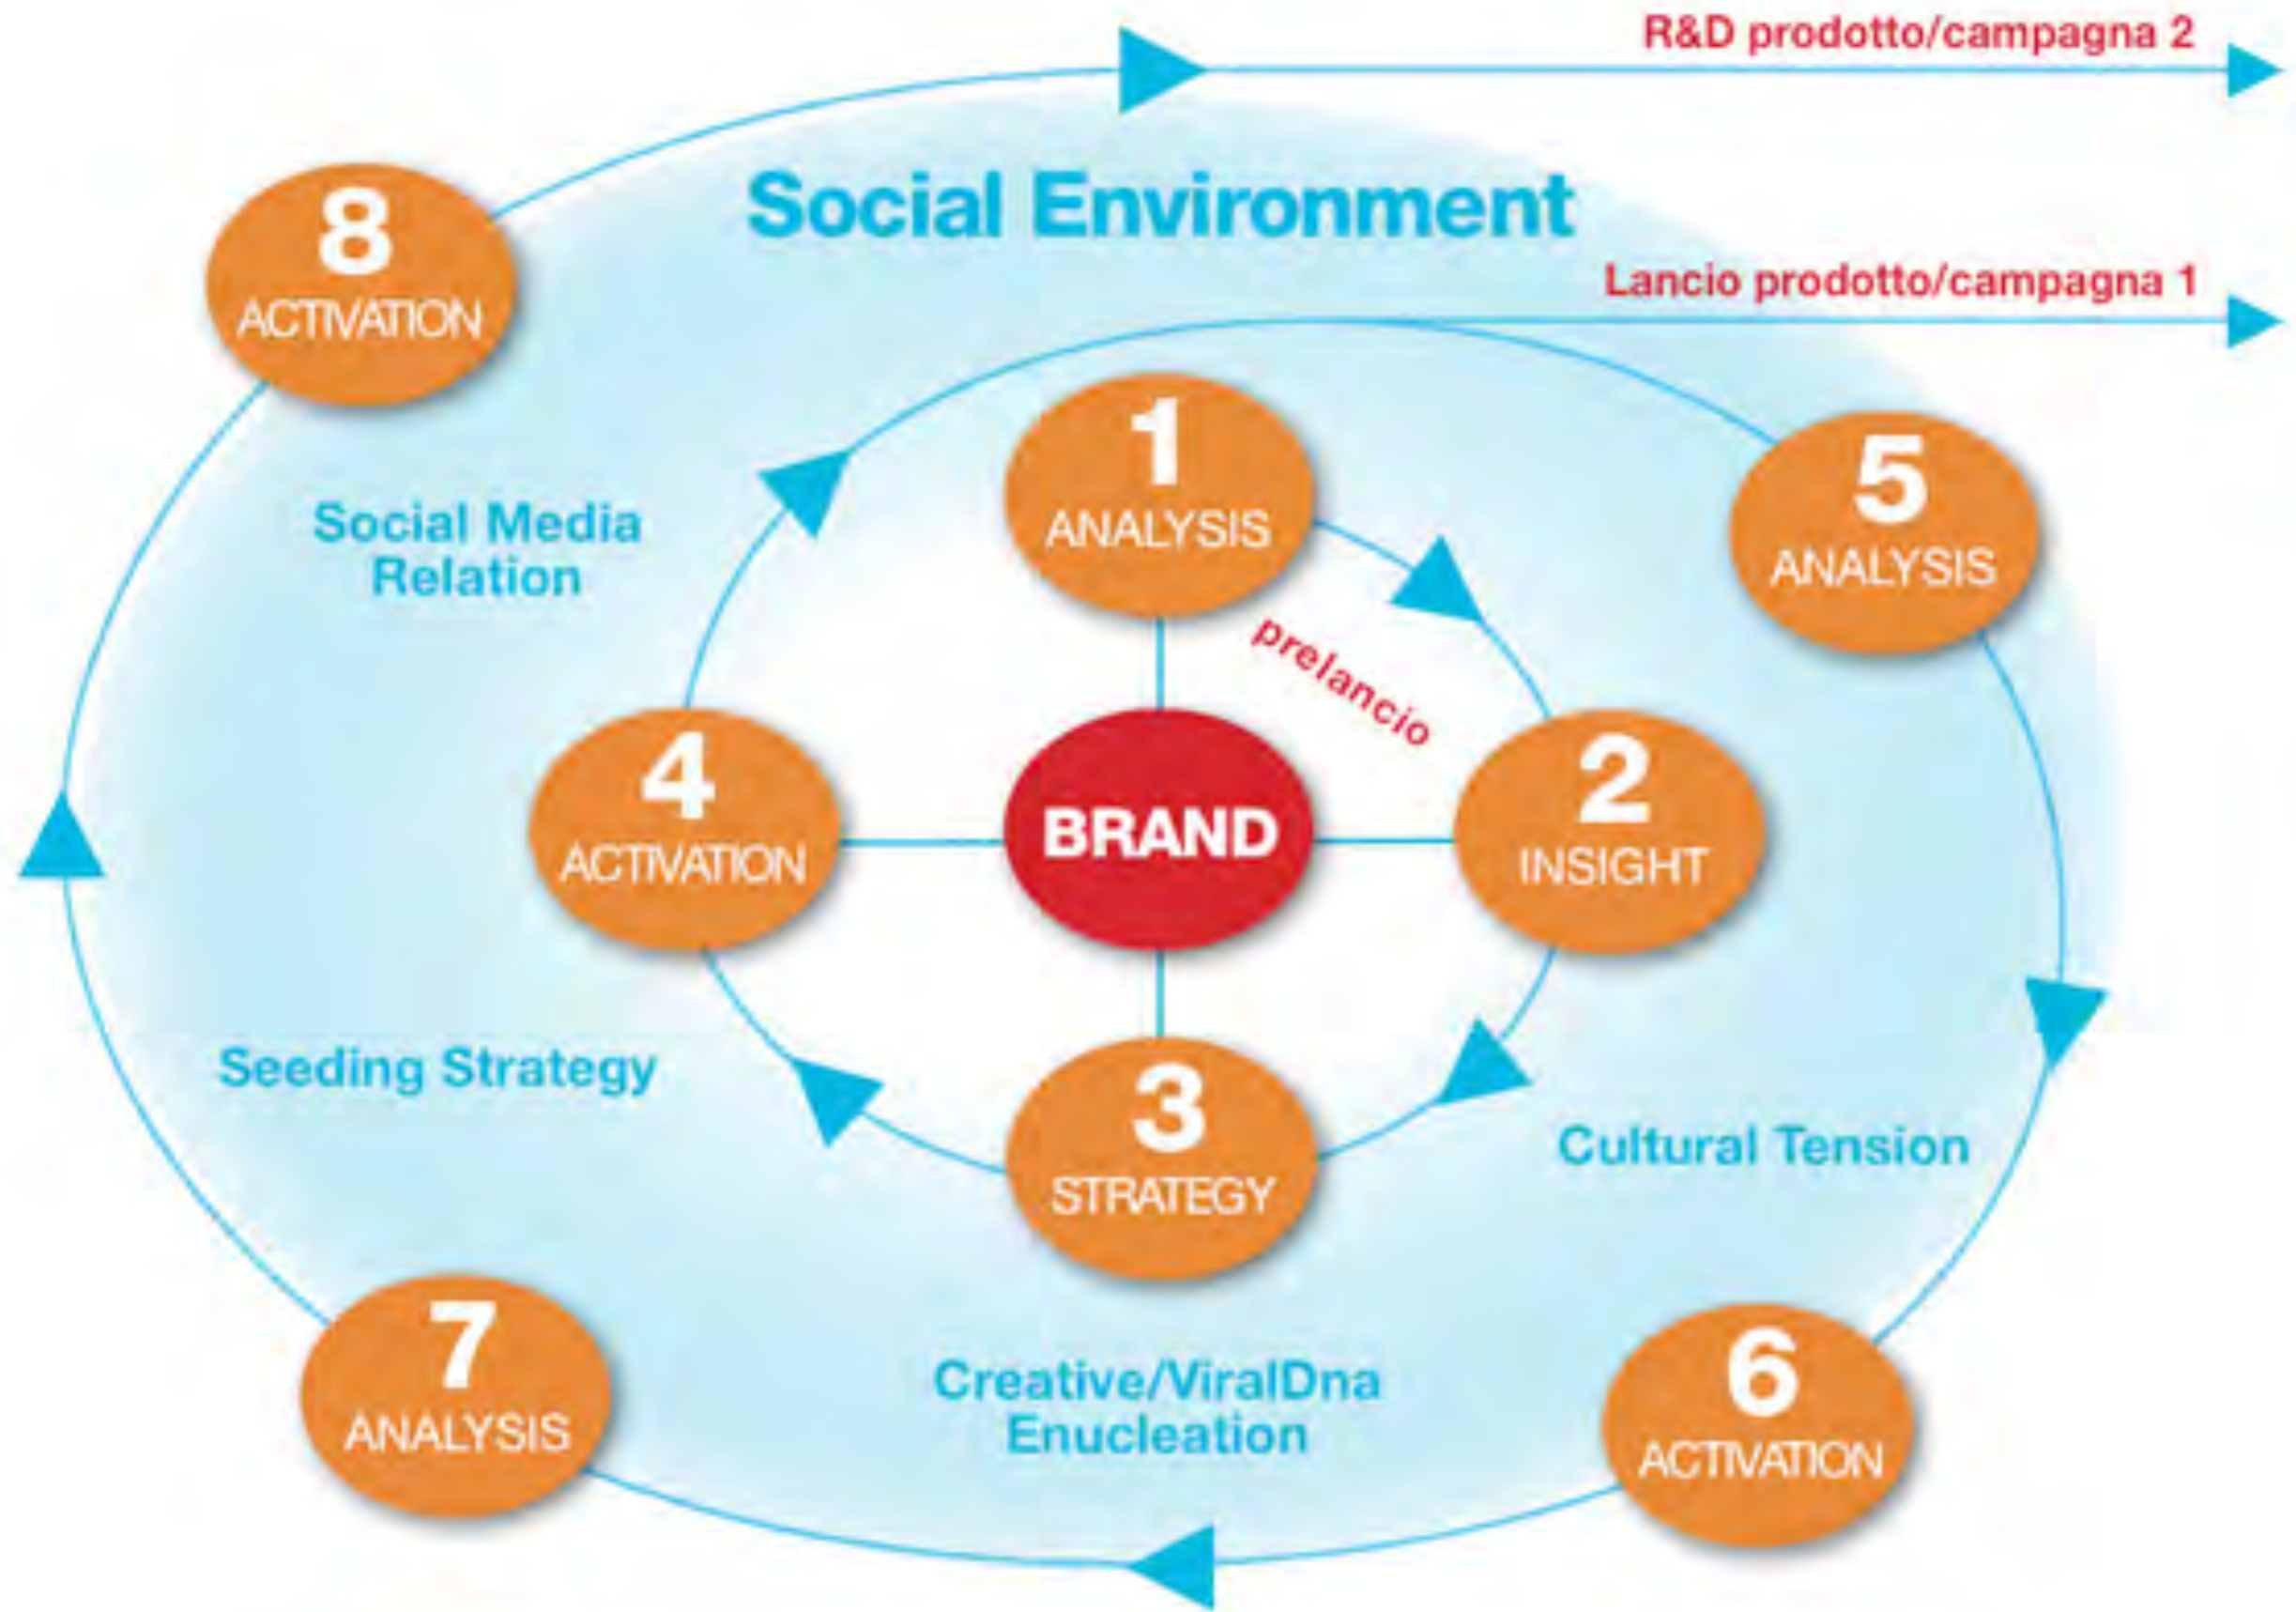 R&D prodotto/campagna 2
Social Environment
Lancio prodotto/campagna 1
8
ACTIVATION
1
ANALYSIS
5
ANALYSIS
Social Media
Relation
prelancio
4
ACTIVATION
BRAND
2
INSIGHT
Seeding Strategy
3
STRATEGY
Cultural Tension
7
ANALYSIS
Creative/ViralDna
Enucleation
6
ACTIVATION